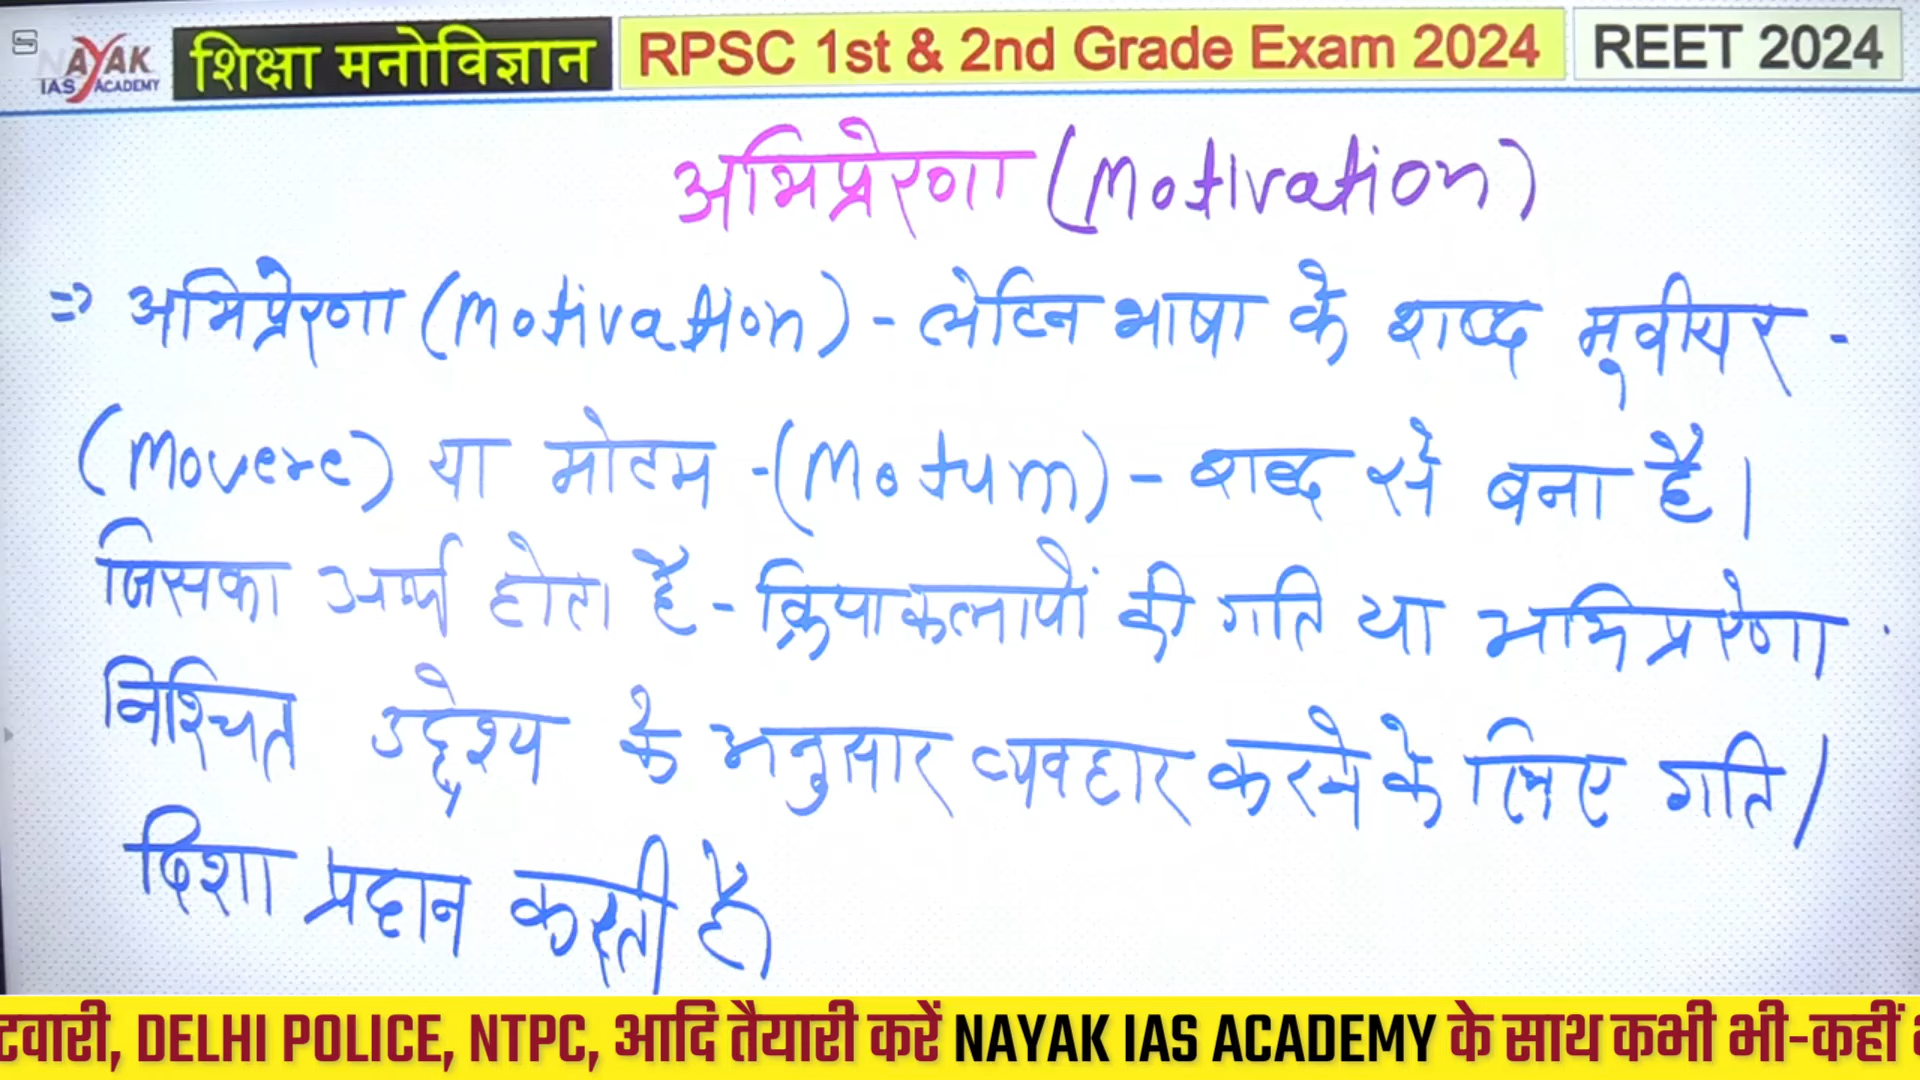 NAYAK
IAS ACADEMY
शिक्षा मनोविज्ञान
RPSC 1st & 2nd Grade Exam 2024
REET 2024
अभिप्रेरणा (Motivation)
=> अभिप्रेरणा (Motivation) - लेटिन भाषा के शब्द मूवीयर -
(Movere) या मोटम -(Motum) - शब्द से बना है।
जिसका अर्थ होता है - क्रियाकलापों की गति या अभिप्ररेणा
निश्चित उद्देश्य के अनुसार व्यवहार करने के लिए गति/
दिशा प्रदान करती है।
टवारी, DELHI POLICE, NTPC, आदि तैयारी करें NAYAK IAS ACADEMY के साथ कभी भी-कहीं